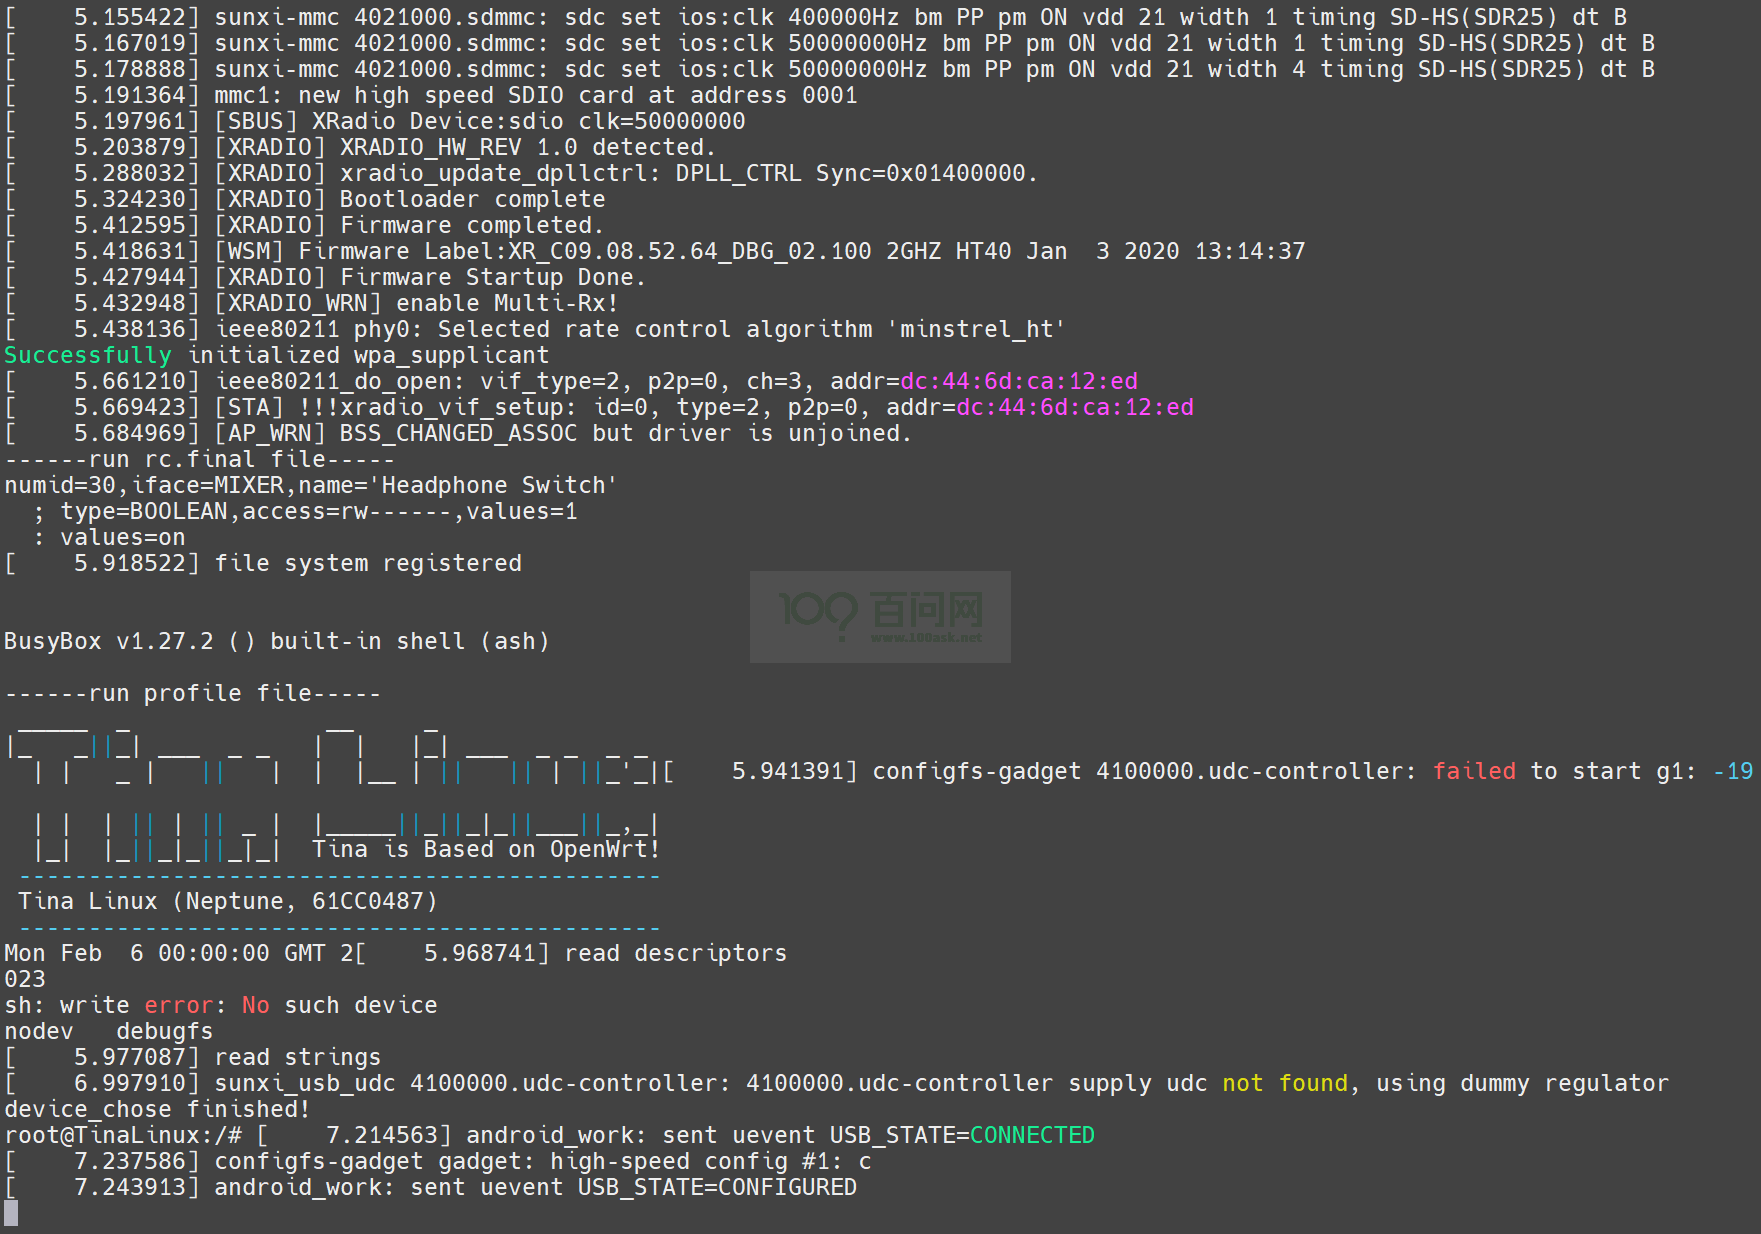 [    5.155422] sunxi-mmc 4021000.sdmmc: sdc set ios:clk 400000Hz bm PP pm ON vdd 21 width 1 timing SD-HS(SDR25) dt B
[    5.167019] sunxi-mmc 4021000.sdmmc: sdc set ios:clk 50000000Hz bm PP pm ON vdd 21 width 1 timing SD-HS(SDR25) dt B
[    5.178888] sunxi-mmc 4021000.sdmmc: sdc set ios:clk 50000000Hz bm PP pm ON vdd 21 width 4 timing SD-HS(SDR25) dt B
[    5.191364] mmc1: new high speed SDIO card at address 0001
[    5.197961] [SBUS] XRadio Device:sdio clk=50000000
[    5.203879] [XRADIO] XRADIO_HW_REV 1.0 detected.
[    5.288032] [XRADIO] xradio_update_dpllctrl: DPLL_CTRL Sync=0x01400000.
[    5.324230] [XRADIO] Bootloader complete
[    5.412595] [XRADIO] Firmware completed.
[    5.418631] [WSM] Firmware Label:XR_C09.08.52.64_DBG_02.100 2GHZ HT40 Jan  3 2020 13:14:37
[    5.427944] [XRADIO] Firmware Startup Done.
[    5.432948] [XRADIO_WRN] enable Multi-Rx!
[    5.438136] ieee80211 phy0: Selected rate control algorithm 'minstrel_ht'
Successfully initialized wpa_supplicant
[    5.661210] ieee80211_do_open: vif_type=2, p2p=0, ch=3, addr=dc:44:6d:ca:12:ed
[    5.669423] [STA] !!!xradio_vif_setup: id=0, type=2, p2p=0, addr=dc:44:6d:ca:12:ed
[    5.684969] [AP_WRN] BSS_CHANGED_ASSOC but driver is unjoined.
------run rc.final file-----
numid=30,iface=MIXER,name='Headphone Switch'
  ; type=BOOLEAN,access=rw------,values=1
  : values=on
[    5.918522] file system registered
百问网
www.100ask.net
BusyBox v1.27.2 () built-in shell (ash)
------run profile file-----
[    5.941391] configfs-gadget 4100000.udc-controller: failed to start g1: -19
Tina is Based on OpenWrt!
----------------------------------------------
Tina Linux (Neptune, 61CC0487)
----------------------------------------------
Mon Feb  6 00:00:00 GMT 2[    5.968741] read descriptors
023
sh: write error: No such device
nodev   debugfs
[    5.977087] read strings
[    6.997910] sunxi_usb_udc 4100000.udc-controller: 4100000.udc-controller supply udc not found, using dummy regulator
device_chose finished!
root@TinaLinux:/# [    7.214563] android_work: sent uevent USB_STATE=CONNECTED
[    7.237586] configfs-gadget gadget: high-speed config #1: c
[    7.243913] android_work: sent uevent USB_STATE=CONFIGURED